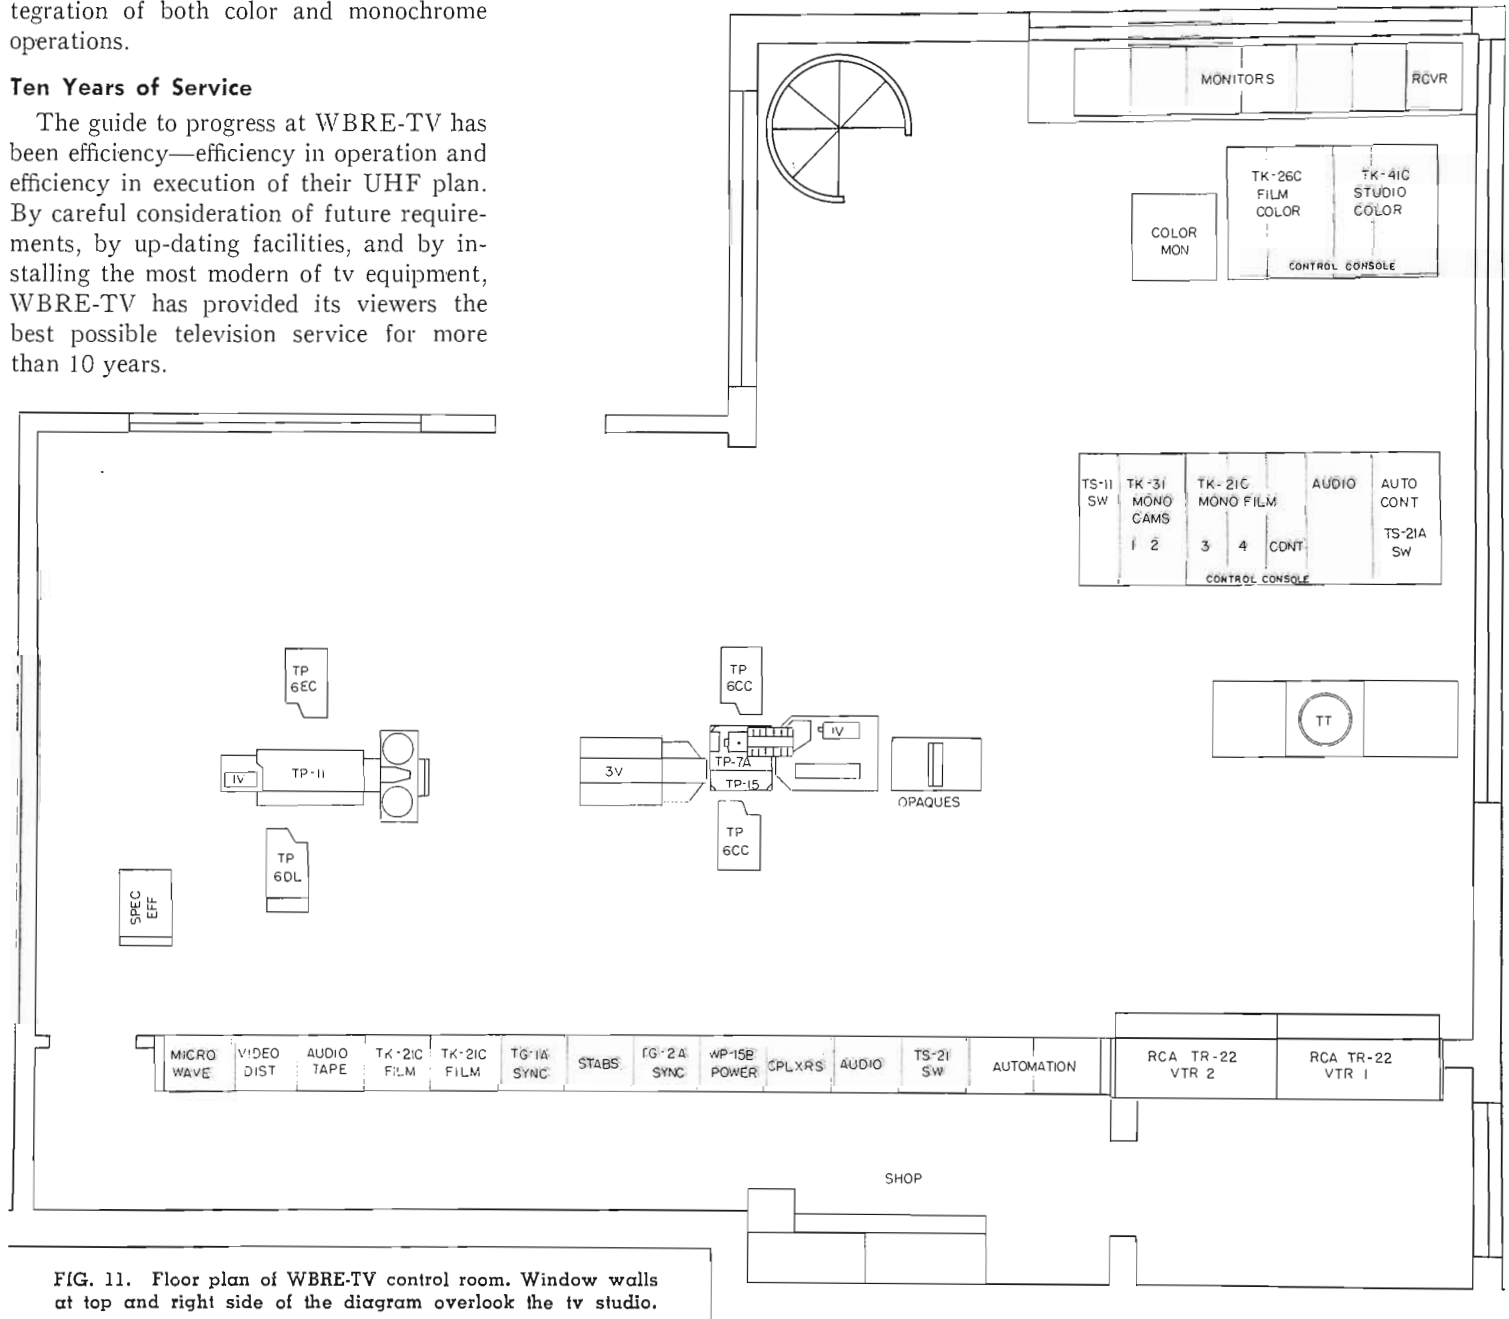 tegration of both color and monochrome
operations.
Ten Years of Service
The guide to progress at WBRE-TV has
been efficiency—efficiency in operation and
efficiency in execution of their UHF plan.
By careful consideration of future require-
ments, by up-dating facilities, and by in-
stalling the most modern of tv equipment,
WBRE-TV has provided its viewers the
best possible television service for more
than 10 years.
MONITORS
RCVR
COLOR
MON
TK-26C
FILM
COLOR
TK-41C
STUDIO
COLOR
CONTROL CONSOLE
TS-11
SW
TK-31
MONO
CAMS
1 2
TK-21C
MONO FILM
3 4 CONT
AUDIO
AUTO
CONT
TS-21A
SW
CONTROL CONSOLE
TP
6EC
IV
TP-11
TP
6DL
SPEC
EFF
TP
6CC
3V
TP-7A
TP-15
IV
TP
6CC
OPAQUES
TT
MICRO
WAVE
VIDEO
DIST
AUDIO
TAPE
TK-21C
FILM
TK-21C
FILM
TG-1A
SYNC
STABS
TG-2A
SYNC
WP-15B
POWER
CPLXRS
AUDIO
TS-21
SW
AUTOMATION
RCA TR-22
VTR 2
RCA TR-22
VTR 1
SHOP
FIG. 11. Floor plan of WBRE-TV control room. Window walls
at top and right side of the diagram overlook the tv studio.